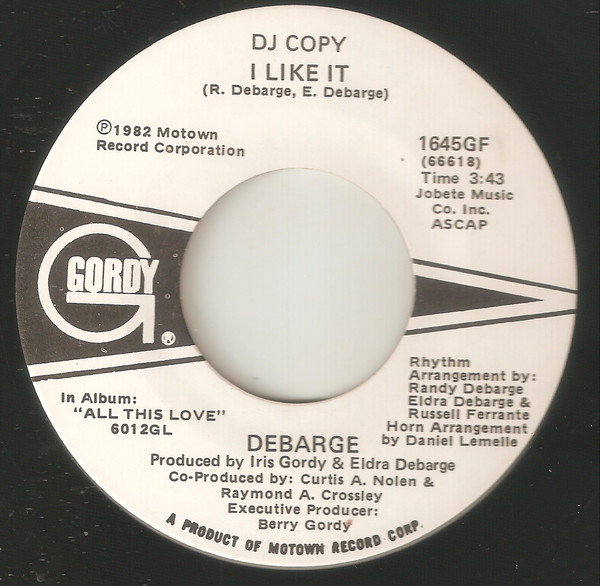 DJ COPY
I LIKE IT
(R. Debarge, E. Debarge)
℗1982 Motown
Record Corporation
1645GF
(66618)
Time 3:43
Jobete Music
Co. Inc.
ASCAP
GORDY
®
In Album:
"ALL THIS LOVE"
6012GL
Rhythm
Arrangement by:
Randy Debarge
Eldra Debarge &
Russell Ferrante
Horn Arrangement
by Daniel Lemelle
DEBARGE
Produced by Iris Gordy & Eldra Debarge
Co-Produced by: Curtis A. Nolen &
Raymond A. Crossley
Executive Producer:
Berry Gordy
A PRODUCT OF MOTOWN RECORD CORP.